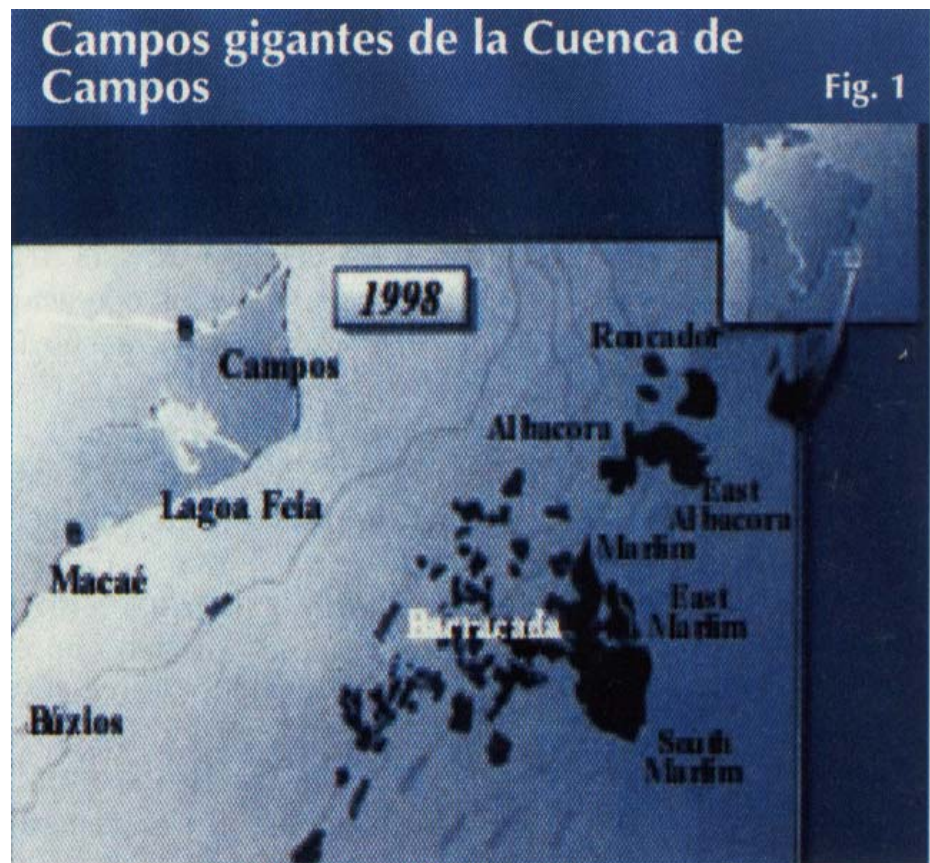 Campos gigantes de la Cuenca de
Campos
Fig. 1
1998
Roncador
Campos
Albacora
Lagoa Feia
East
Albacora
Marlim
Macaé
East
Marlim
Barracada
Búzios
South
Marlim